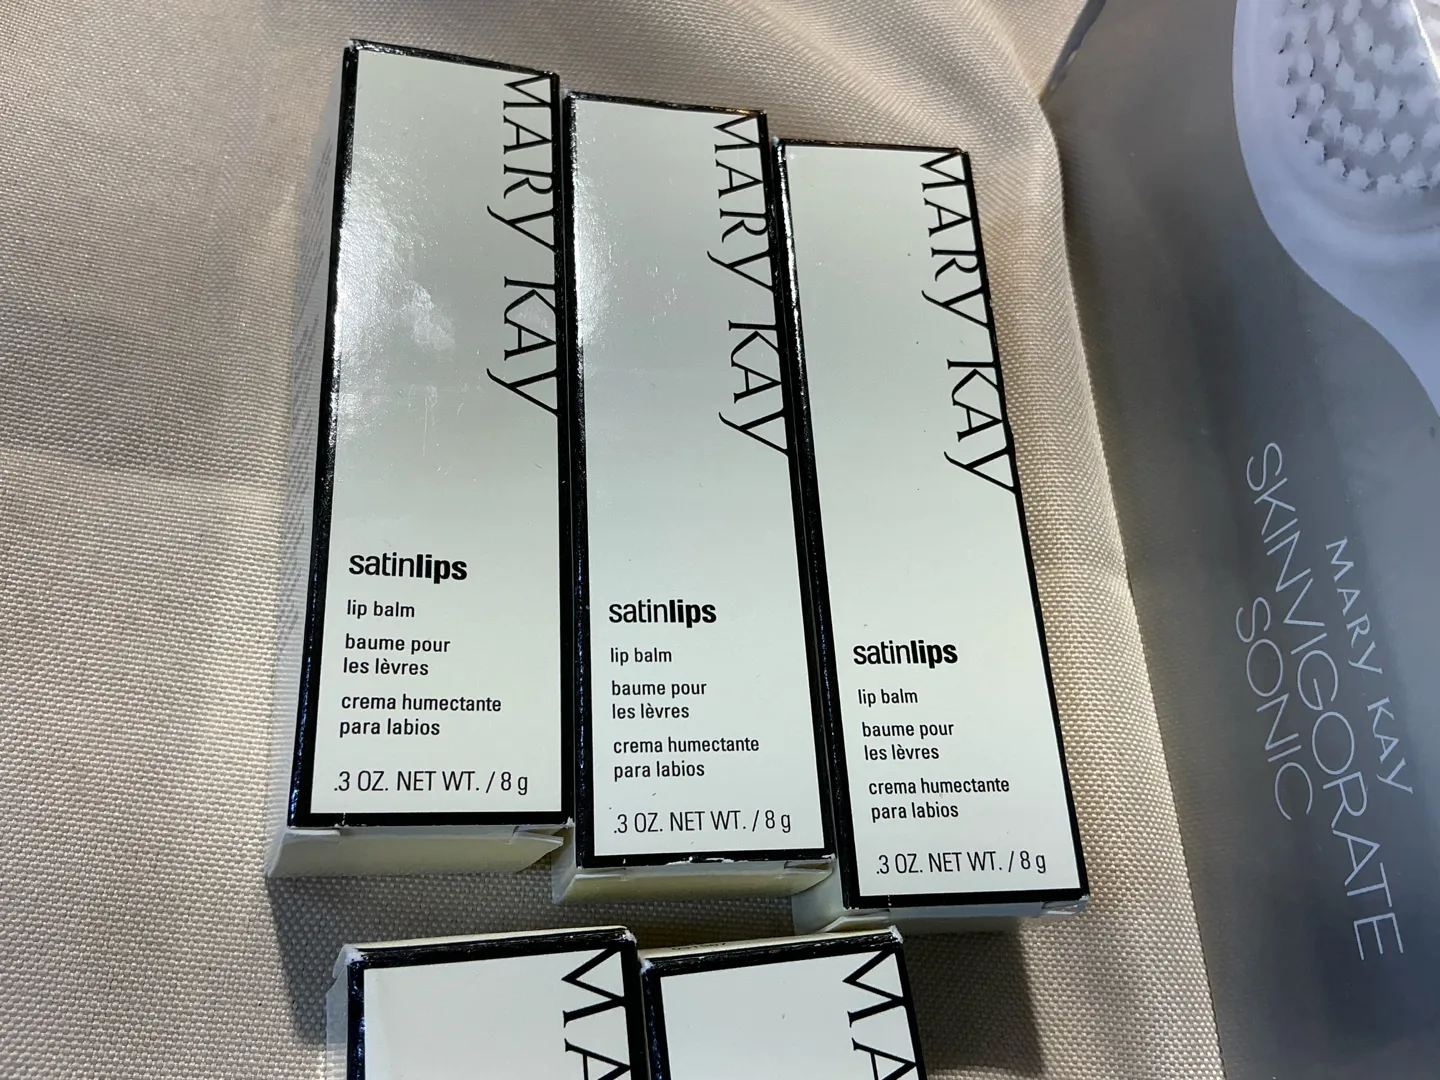 MARY KAY
satinlips
lip balm
baume pour
les lèvres
crema humectante
para labios
.3 OZ. NET WT. / 8 g
MARY KAY
satinlips
lip balm
baume pour
les lèvres
crema humectante
para labios
.3 OZ. NET WT. / 8 g
MARY KAY
satinlips
lip balm
baume pour
les lèvres
crema humectante
para labios
.3 OZ. NET WT. / 8 g
MARY KAY
SKINVIGORATE
SONIC
MA
MA